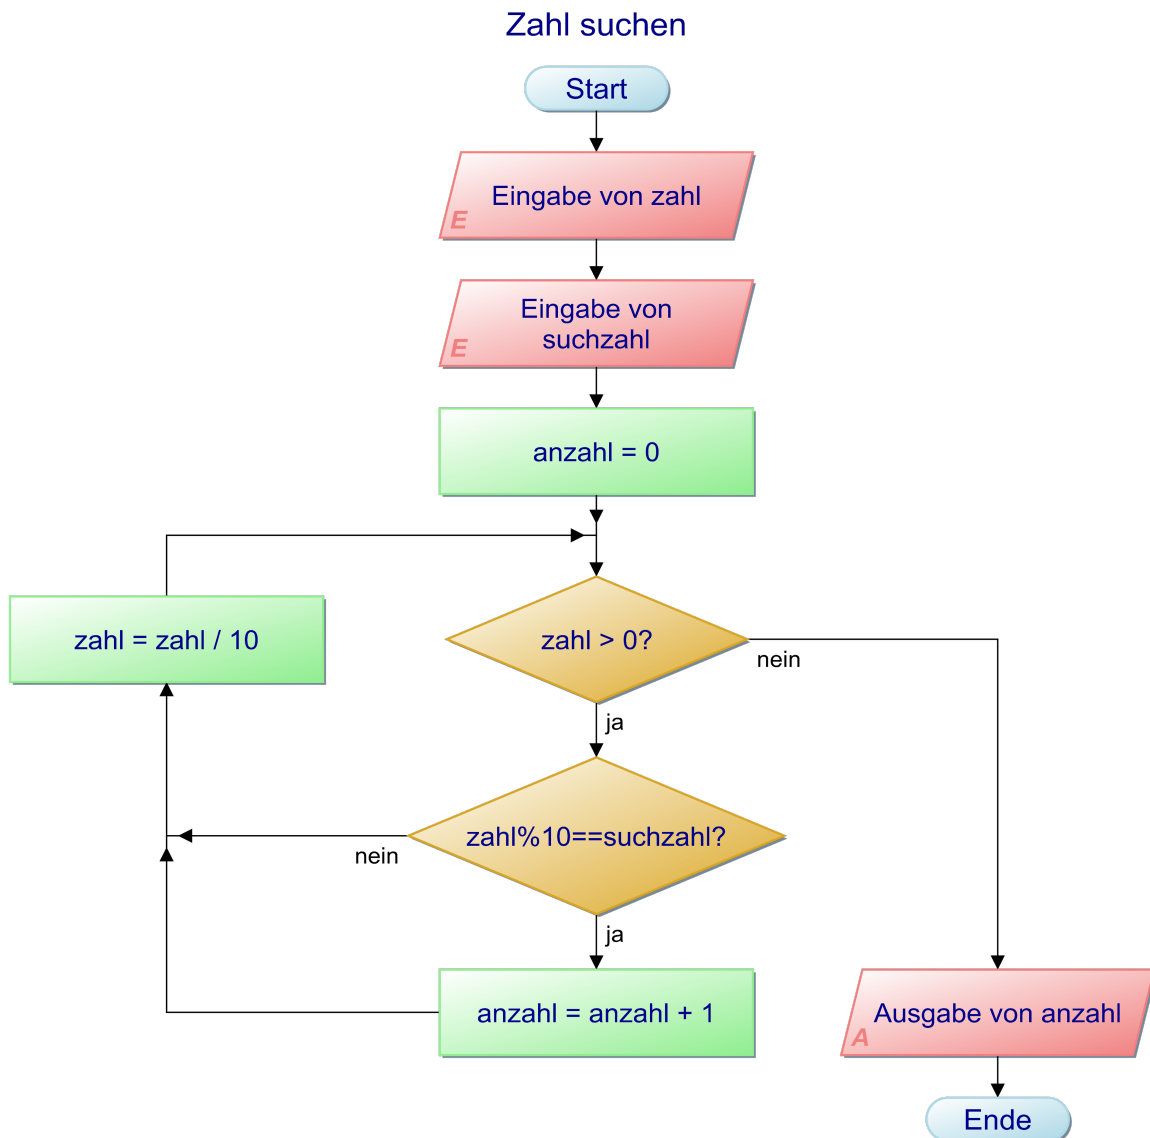 Zahl suchen
Start
Eingabe von zahl
E
Eingabe von
suchzahl
E
anzahl = 0
zahl = zahl / 10
zahl > 0?
nein
ja
zahl%10==suchzahl?
nein
ja
anzahl = anzahl + 1
Ausgabe von anzahl
A
Ende